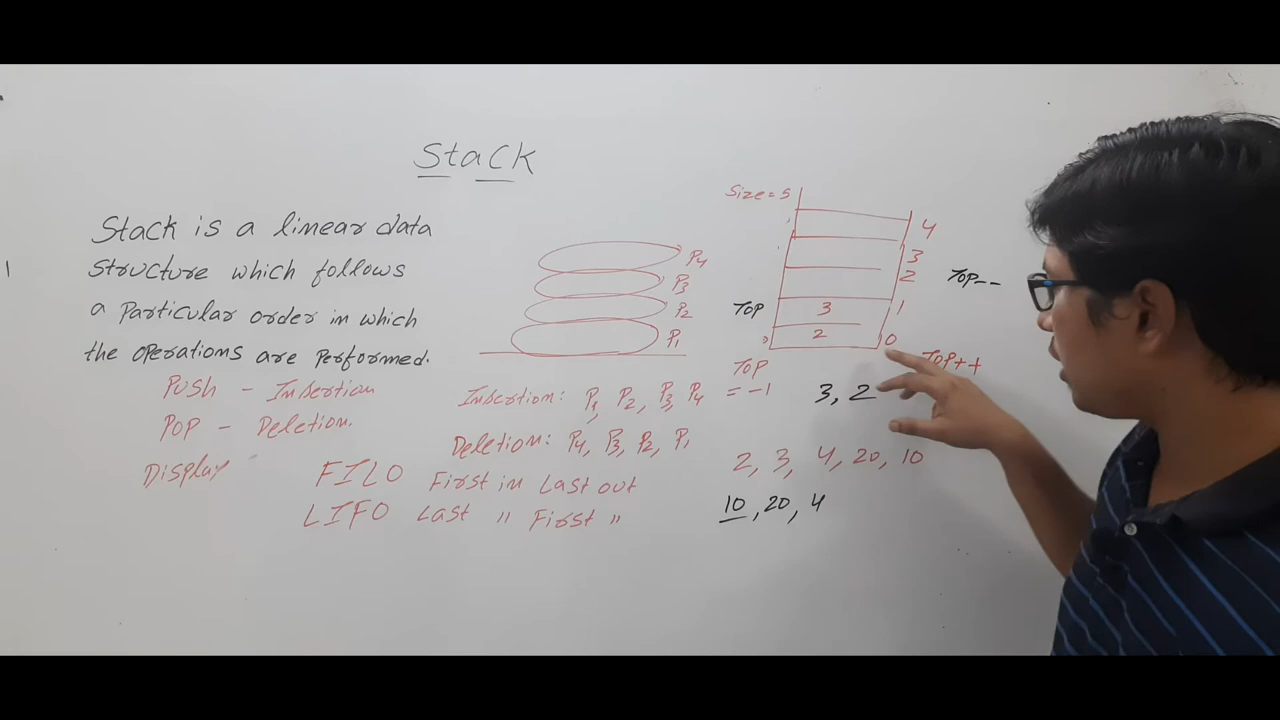 Stack
Stack is a linear data
structure which follows
a particular order in which
the operations are performed.
Push - Insertion
Pop - Deletion.
Display
FILO First in Last out
LIFO Last " First "
P4
P3
P2
P1
Insertion: P1, P2, P3 P4
Deletion: P4, P3, P2, P1
Size = 5
4
3
2
1
0
3
2
TOP
TOP
= -1
TOP--
TOP++
3, 2
2, 3, 4, 20, 10
10, 20, 4